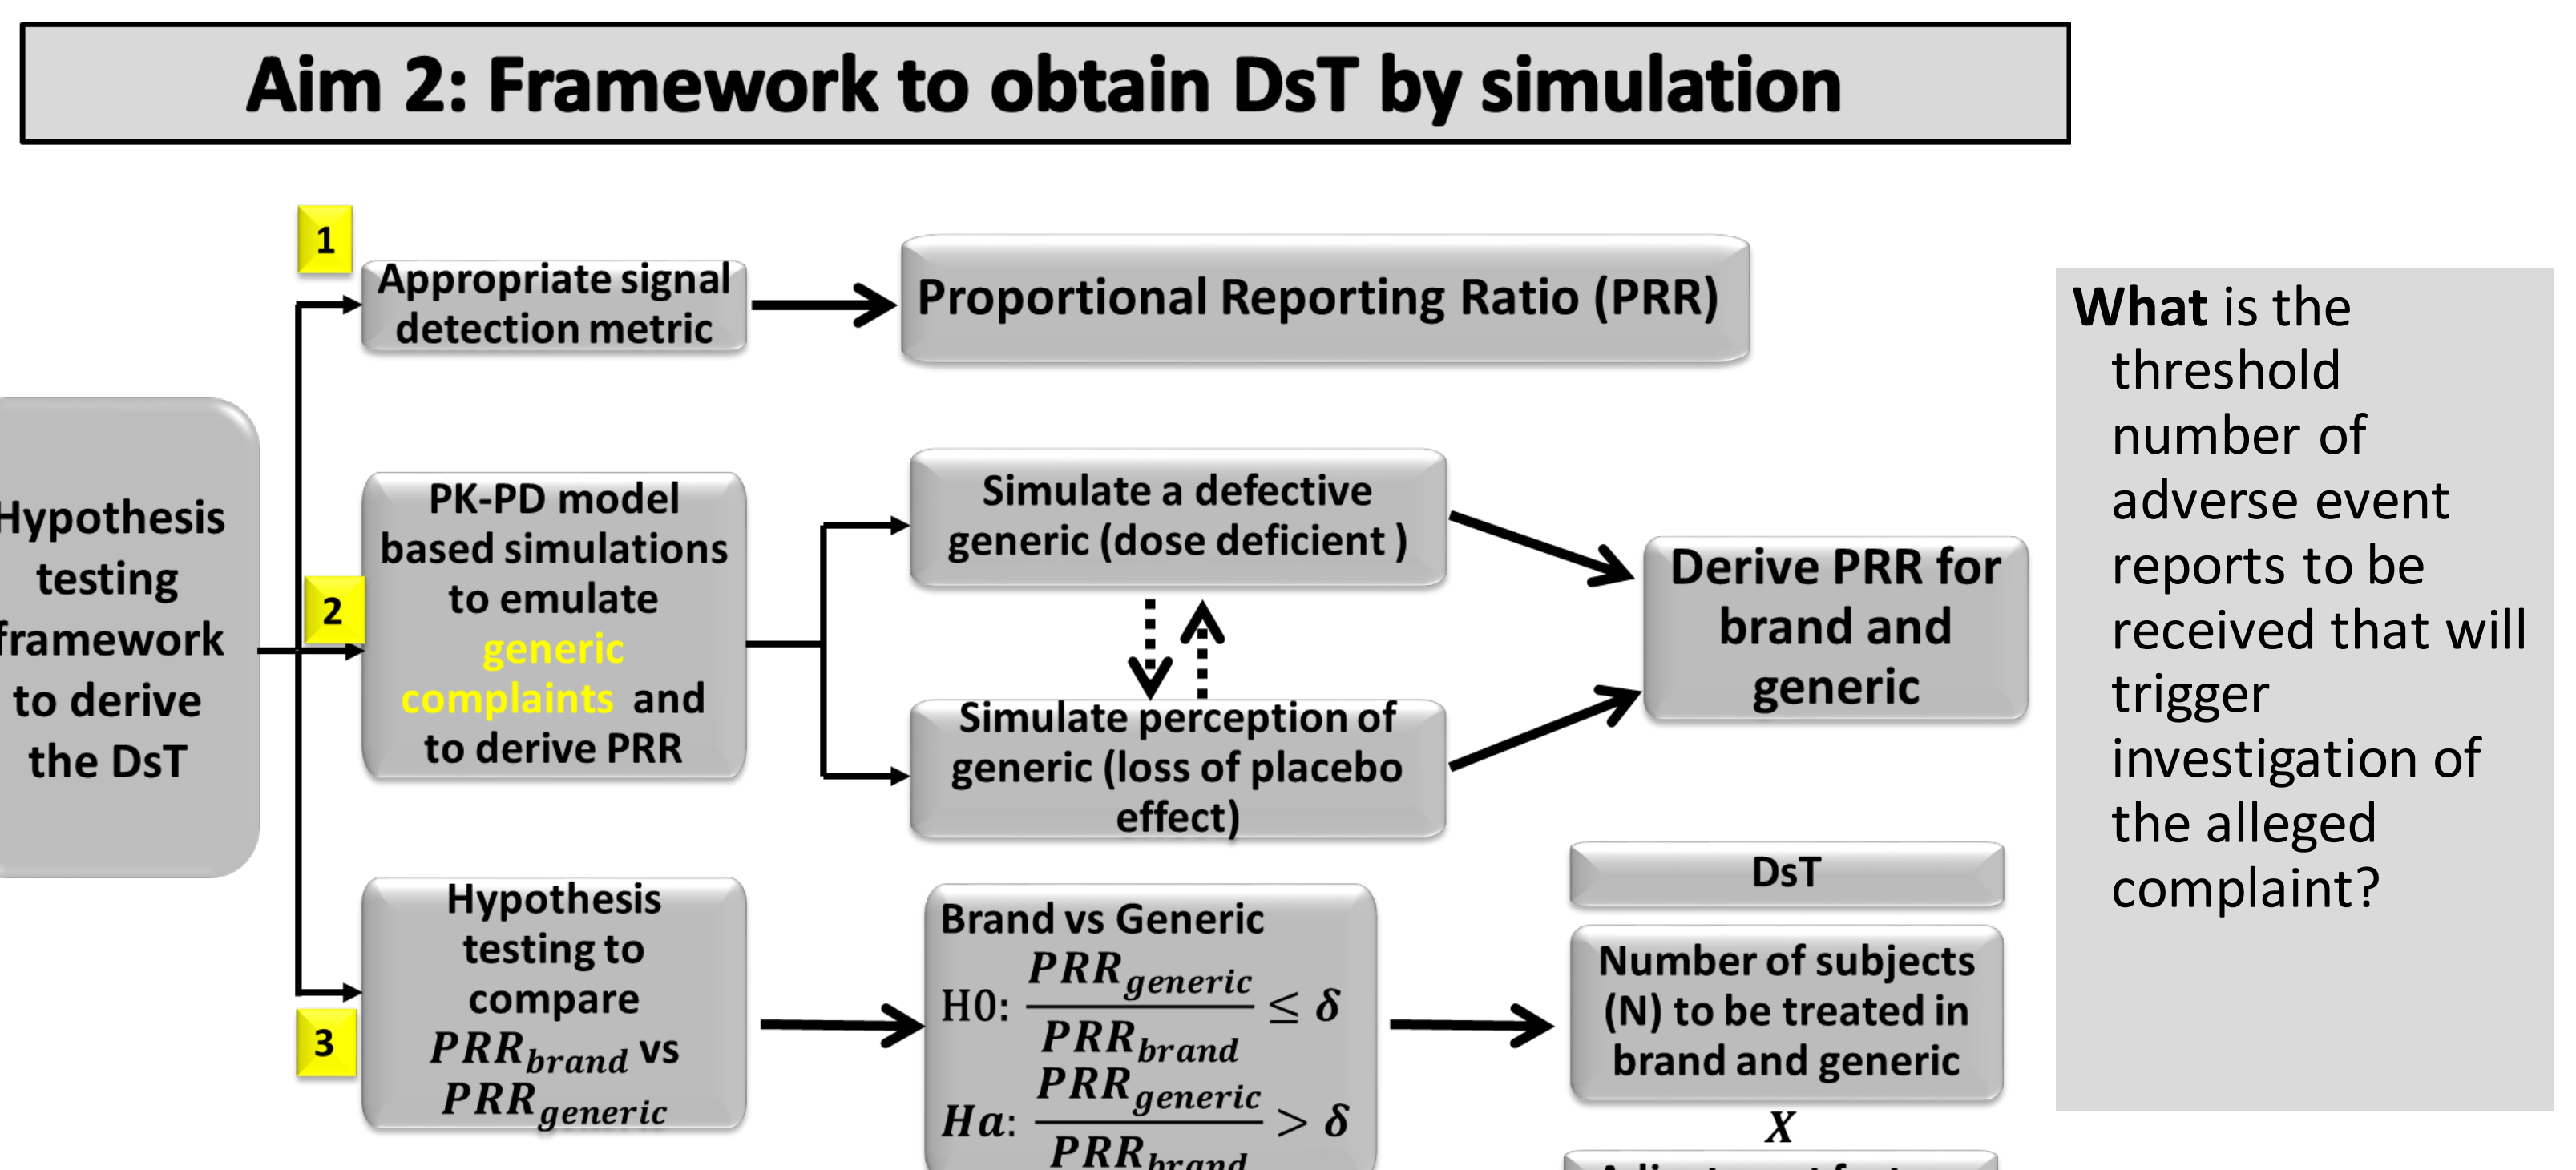 Aim 2: Framework to obtain DsT by simulation
1
Appropriate signal
detection metric
Proportional Reporting Ratio (PRR)
Hypothesis
testing
framework
to derive
the DsT
2
PK-PD model
based simulations
to emulate
generic
complaints and
to derive PRR
Simulate a defective
generic (dose deficient )
Simulate perception of
generic (loss of placebo
effect)
Derive PRR for
brand and
generic
3
Hypothesis
testing to
compare
PRR_brand vs
PRR_generic
Brand vs Generic
H0: PRR_generic / PRR_brand ≤ δ
Ha: PRR_generic / PRR_brand > δ
DsT
Number of subjects
(N) to be treated in
brand and generic
X
What is the
threshold
number of
adverse event
reports to be
received that will
trigger
investigation of
the alleged
complaint?